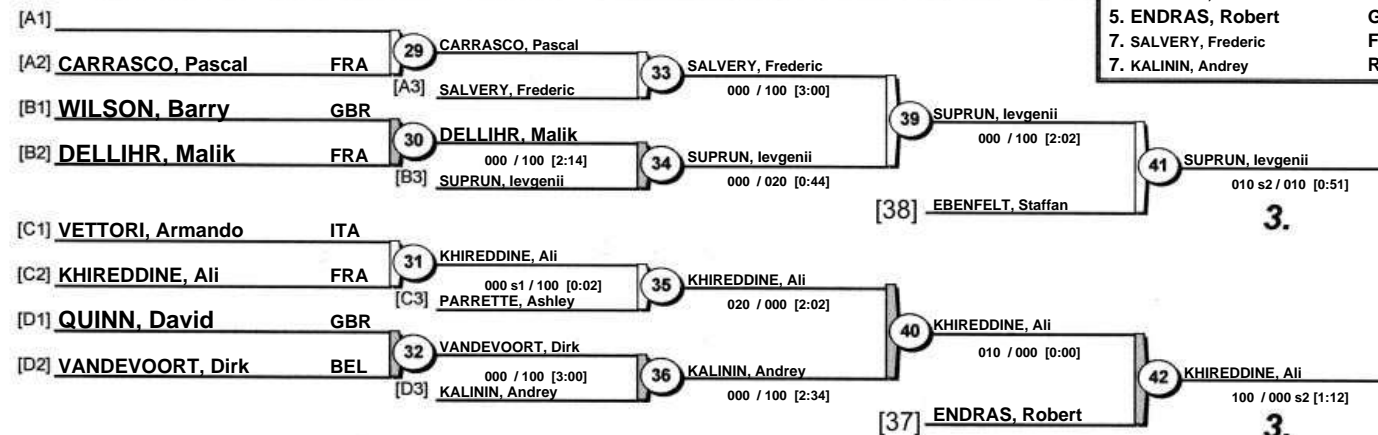 5. ENDRAS, Robert G
7. SALVERY, Frederic F
7. KALININ, Andrey R
[A1]
[A2] CARRASCO, Pascal FRA
29
CARRASCO, Pascal
[A3] SALVERY, Frederic
33
SALVERY, Frederic
000 / 100 [3:00]
[B1] WILSON, Barry GBR
[B2] DELLIHR, Malik FRA
30
DELLIHR, Malik
000 / 100 [2:14]
[B3] SUPRUN, Ievgenii
34
SUPRUN, Ievgenii
000 / 020 [0:44]
39
SUPRUN, Ievgenii
000 / 100 [2:02]
[38] EBENFELT, Staffan
41
SUPRUN, Ievgenii
010 s2 / 010 [0:51]
3.
[C1] VETTORI, Armando ITA
[C2] KHIREDDINE, Ali FRA
31
KHIREDDINE, Ali
000 s1 / 100 [0:02]
[C3] PARRETTE, Ashley
35
KHIREDDINE, Ali
020 / 000 [2:02]
[D1] QUINN, David GBR
[D2] VANDEVOORT, Dirk BEL
32
VANDEVOORT, Dirk
000 / 100 [3:00]
[D3] KALININ, Andrey
36
KALININ, Andrey
000 / 100 [2:34]
40
KHIREDDINE, Ali
010 / 000 [0:00]
[37] ENDRAS, Robert
42
KHIREDDINE, Ali
100 / 000 s2 [1:12]
3.